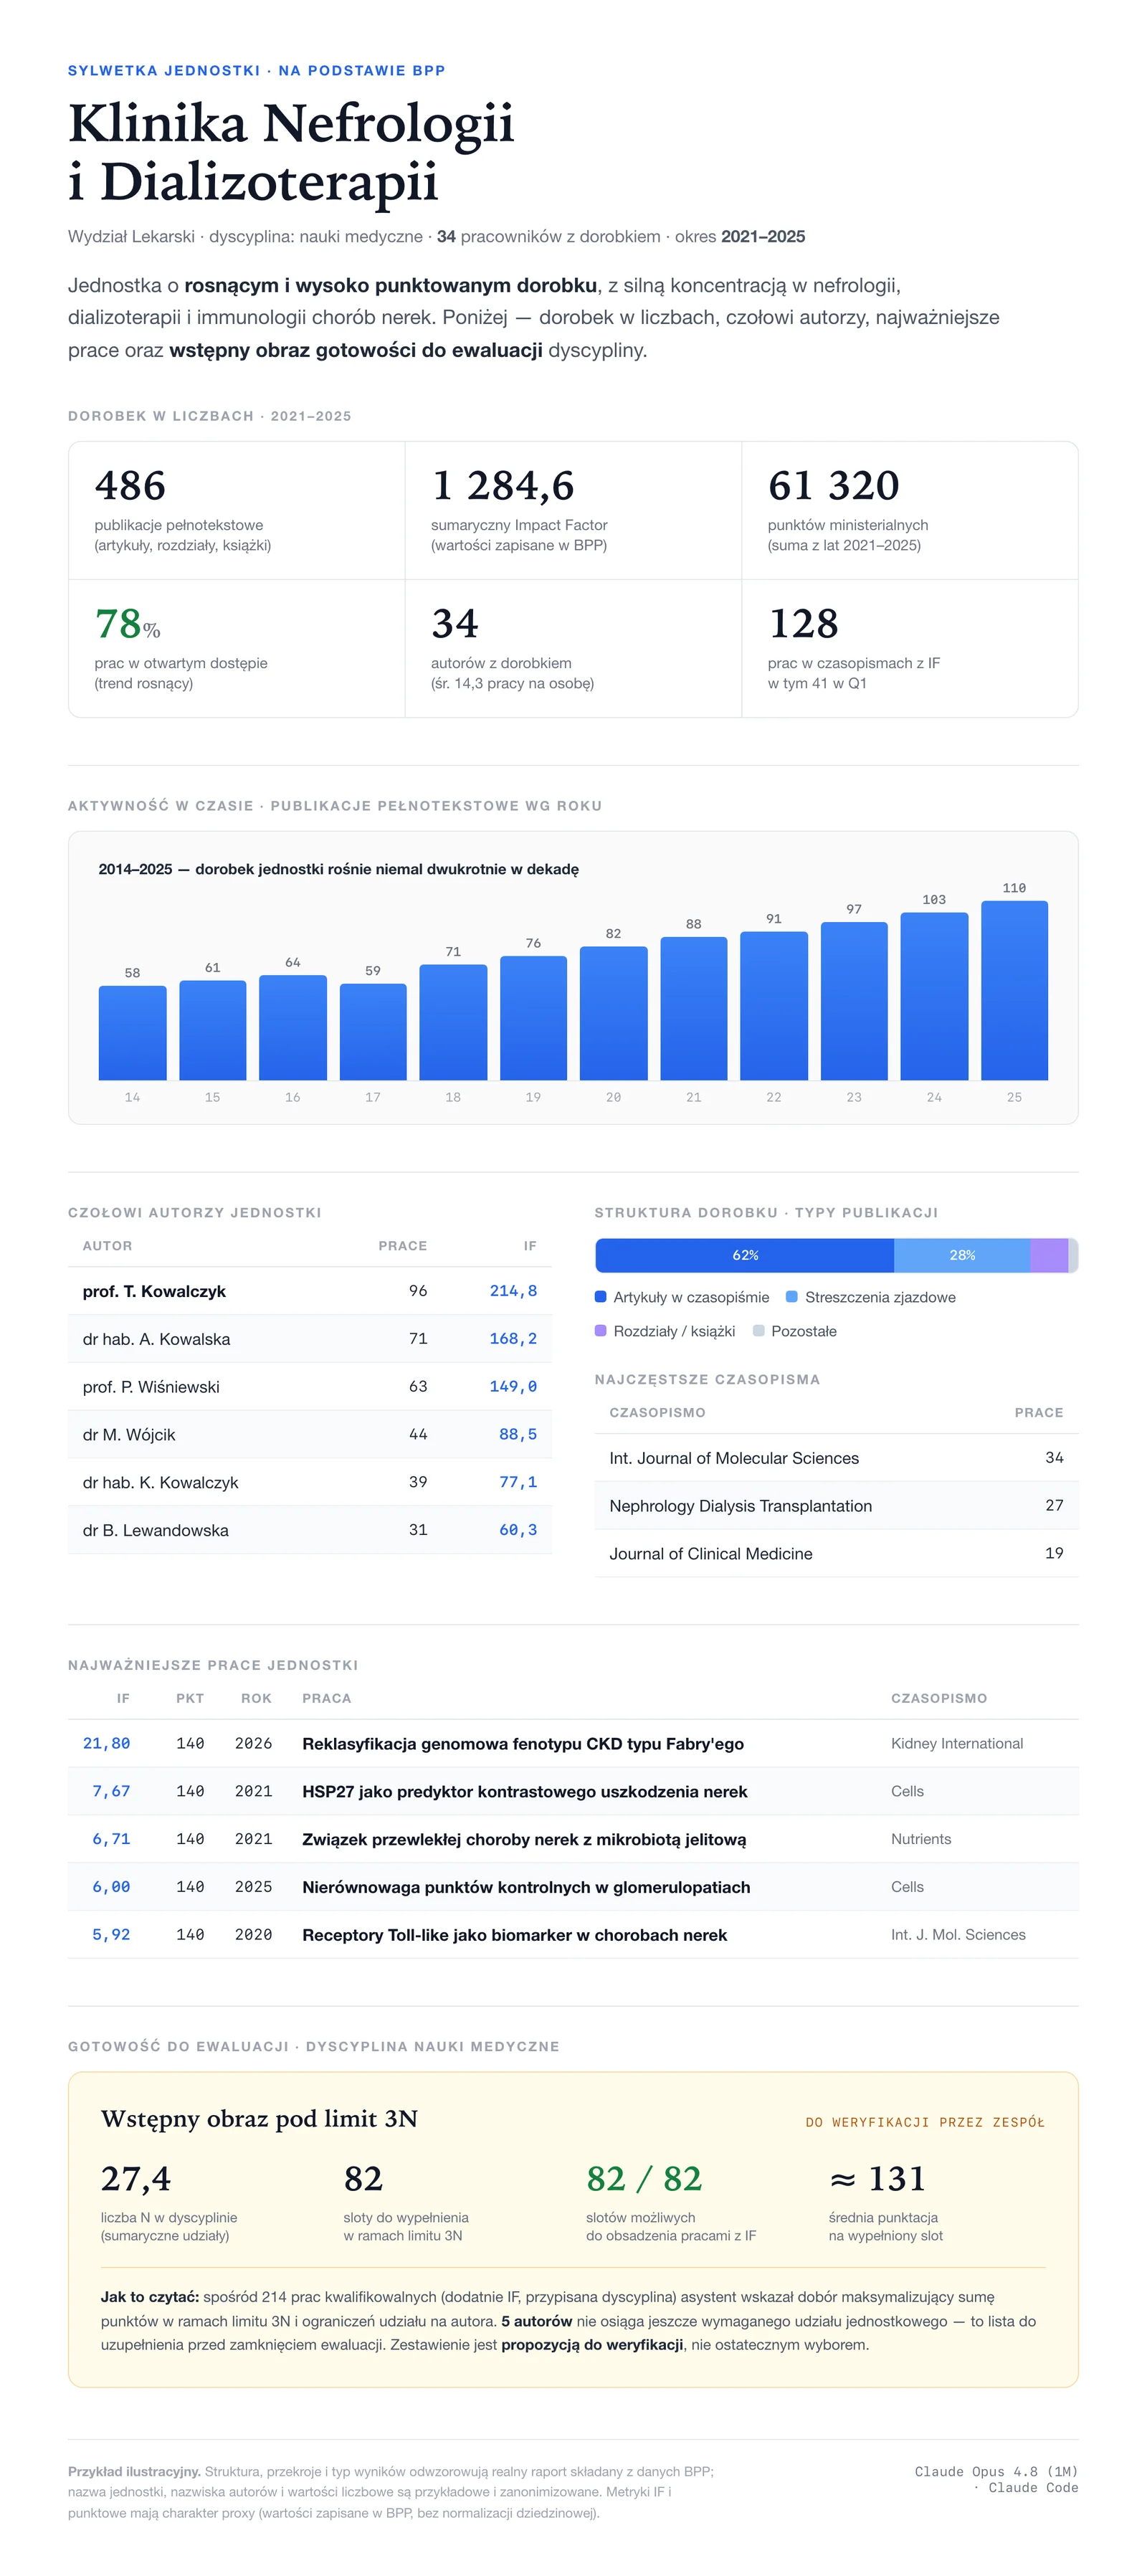 SYLWETKA JEDNOSTKI · NA PODSTAWIE BPP
Klinika Nefrologii
i Dializoterapii
Wydział Lekarski · dyscyplina: nauki medyczne · 34 pracowników z dorobkiem · okres 2021–2025
Jednostka o rosnącym i wysoko punktowanym dorobku, z silną koncentracją w nefrologii,
dializoterapii i immunologii chorób nerek. Poniżej — dorobek w liczbach, czołowi autorzy, najważniejsze
prace oraz wstępny obraz gotowości do ewaluacji dyscypliny.
DOROBEK W LICZBACH · 2021–2025
486
publikacje pełnotekstowe
(artykuły, rozdziały, książki)
1 284,6
sumaryczny Impact Factor
(wartości zapisane w BPP)
61 320
punktów ministerialnych
(suma z lat 2021–2025)
78%
prac w otwartym dostępie
(trend rosnący)
34
autorów z dorobkiem
(śr. 14,3 pracy na osobę)
128
prac w czasopismach z IF
w tym 41 w Q1
AKTYWNOŚĆ W CZASIE · PUBLIKACJE PEŁNOTEKSTOWE WG ROKU
2014–2025 — dorobek jednostki rośnie niemal dwukrotnie w dekadę
58 61 64 59 71 76 82 88 91 97 103 110
14 15 16 17 18 19 20 21 22 23 24 25
CZOŁOWI AUTORZY JEDNOSTKI
AUTOR PRACE IF
prof. T. Kowalczyk 96 214,8
dr hab. A. Kowalska 71 168,2
prof. P. Wiśniewski 63 149,0
dr M. Wójcik 44 88,5
dr hab. K. Kowalczyk 39 77,1
dr B. Lewandowska 31 60,3
STRUKTURA DOROBKU · TYPY PUBLIKACJI
62% 28%
Artykuły w czasopiśmie Streszczenia zjazdowe
Rozdziały / książki Pozostałe
NAJCZĘSTSZE CZASOPISMA
CZASOPISMO PRACE
Int. Journal of Molecular Sciences 34
Nephrology Dialysis Transplantation 27
Journal of Clinical Medicine 19
NAJWAŻNIEJSZE PRACE JEDNOSTKI
IF PKT ROK PRACA CZASOPISMO
21,80 140 2026 Reklasyfikacja genomowa fenotypu CKD typu Fabry'ego Kidney International
7,67 140 2021 HSP27 jako predyktor kontrastowego uszkodzenia nerek Cells
6,71 140 2021 Związek przewlekłej choroby nerek z mikrobiotą jelitową Nutrients
6,00 140 2025 Nierównowaga punktów kontrolnych w glomerulopatiach Cells
5,92 140 2020 Receptory Toll-like jako biomarker w chorobach nerek Int. J. Mol. Sciences
GOTOWOŚĆ DO EWALUACJI · DYSCYPLINA NAUKI MEDYCZNE
Wstępny obraz pod limit 3N
DO WERYFIKACJI PRZEZ ZESPÓŁ
27,4
liczba N w dyscyplinie
(sumaryczne udziały)
82
sloty do wypełnienia
w ramach limitu 3N
82 / 82
slotów możliwych
do obsadzenia pracami z IF
≈ 131
średnia punktacja
na wypełniony slot
Jak to czytać: spośród 214 prac kwalifikowalnych (dodatnie IF, przypisana dyscyplina) asystent wskazał dobór maksymalizujący sumę
punktów w ramach limitu 3N i ograniczeń udziału na autora. 5 autorów nie osiąga jeszcze wymaganego udziału jednostkowego — to lista do
uzupełnienia przed zamknięciem ewaluacji. Zestawienie jest propozycją do weryfikacji, nie ostatecznym wyborem.
Przykład ilustracyjny. Struktura, przekroje i typ wyników odwzorowują realny raport składany z danych BPP;
nazwa jednostki, nazwiska autorów i wartości liczbowe są przykładowe i zanonimizowane. Metryki IF i
punktowe mają charakter proxy (wartości zapisane w BPP, bez normalizacji dziedzinowej).
Claude Opus 4.8 (1M)
· Claude Code